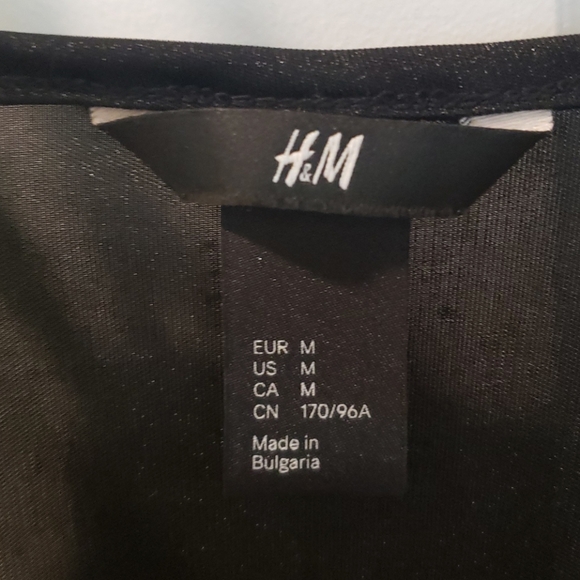 H&M
EUR M
US M
CA M
CN 170/96A
Made in
Bulgaria